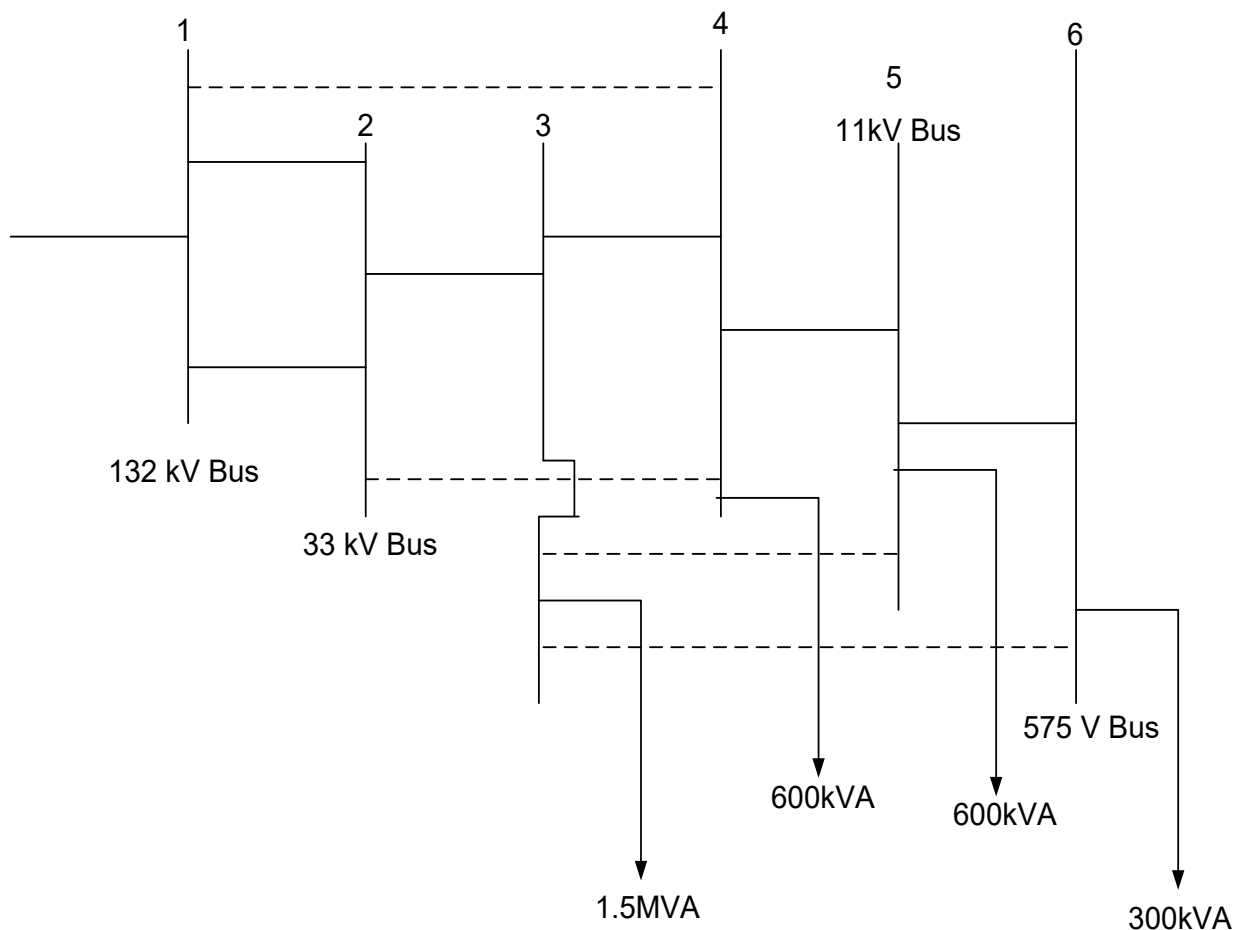 1
4
6
5
2
3
11kV Bus
132 kV Bus
33 kV Bus
575 V Bus
600kVA
600kVA
1.5MVA
300kVA